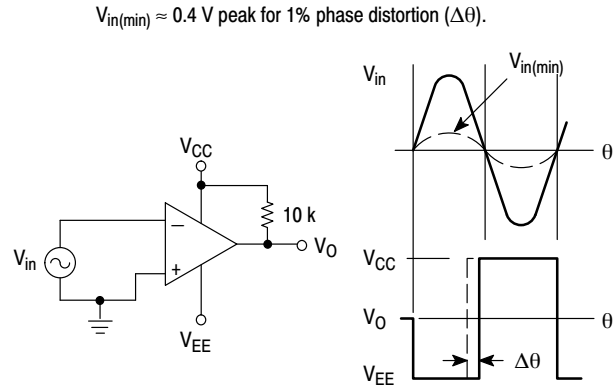 V_in(min) ≈ 0.4 V peak for 1% phase distortion (Δθ).
V_in
V_in(min)
θ
V_CC
10 k
−
+
V_in
V_O
V_EE
V_CC
V_O
θ
V_EE
Δθ